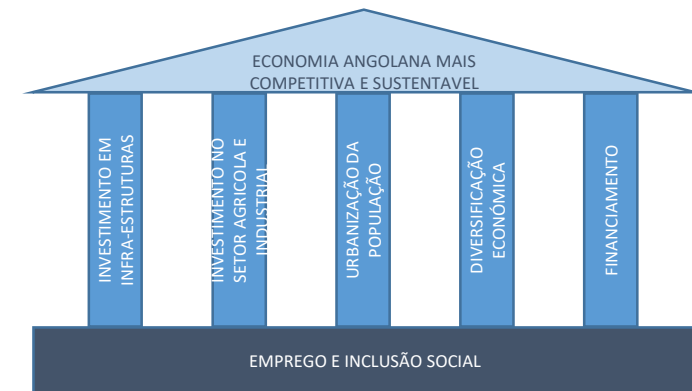 ECONOMIA ANGOLANA MAIS
COMPETITIVA E SUSTENTAVEL
INVESTIMENTO EM
INFRA-ESTRUTURAS
INVESTIMENTO NO
SETOR AGRICOLA E
INDUSTRIAL
URBANIZAÇÃO DA
POPULAÇÃO
DIVERSIFICAÇÃO
ECONÓMICA
FINANCIAMENTO
EMPREGO E INCLUSÃO SOCIAL